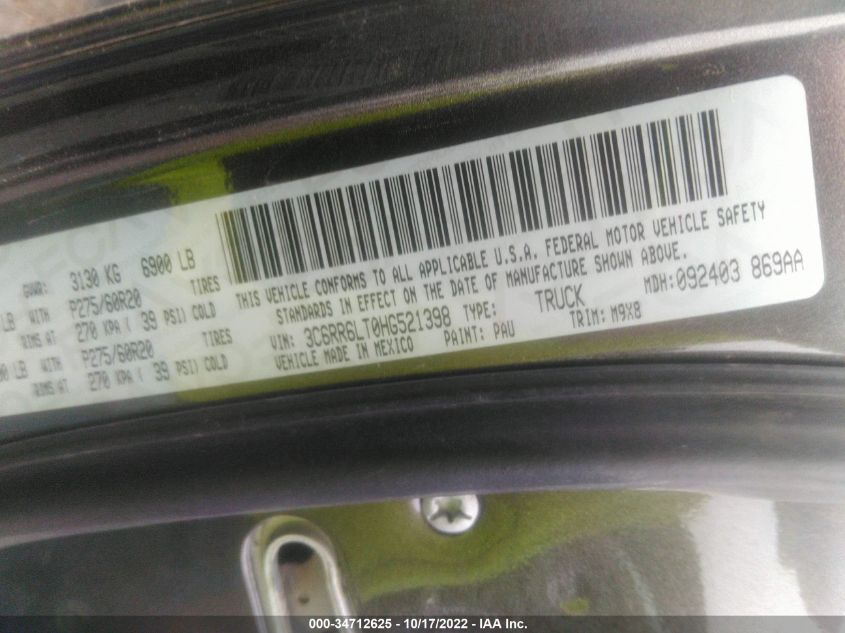 GVWR: 3130 KG 6900 LB
LB WITH P275/60R20 TIRES
RIMS AT 270 KPA ( 39 PSI) COLD
00 LB WITH P275/60R20 TIRES
RIMS AT 270 KPA ( 39 PSI) COLD
THIS VEHICLE CONFORMS TO ALL APPLICABLE U.S.A. FEDERAL MOTOR VEHICLE SAFETY
STANDARDS IN EFFECT ON THE DATE OF MANUFACTURE SHOWN ABOVE.
VIN: 3C6RR6LT0HG521398 TYPE: TRUCK MDH:092403 869AA
VEHICLE MADE IN MEXICO PAINT: PAU TRIM: M9X8
000-34712625 - 10/17/2022 - IAA Inc.